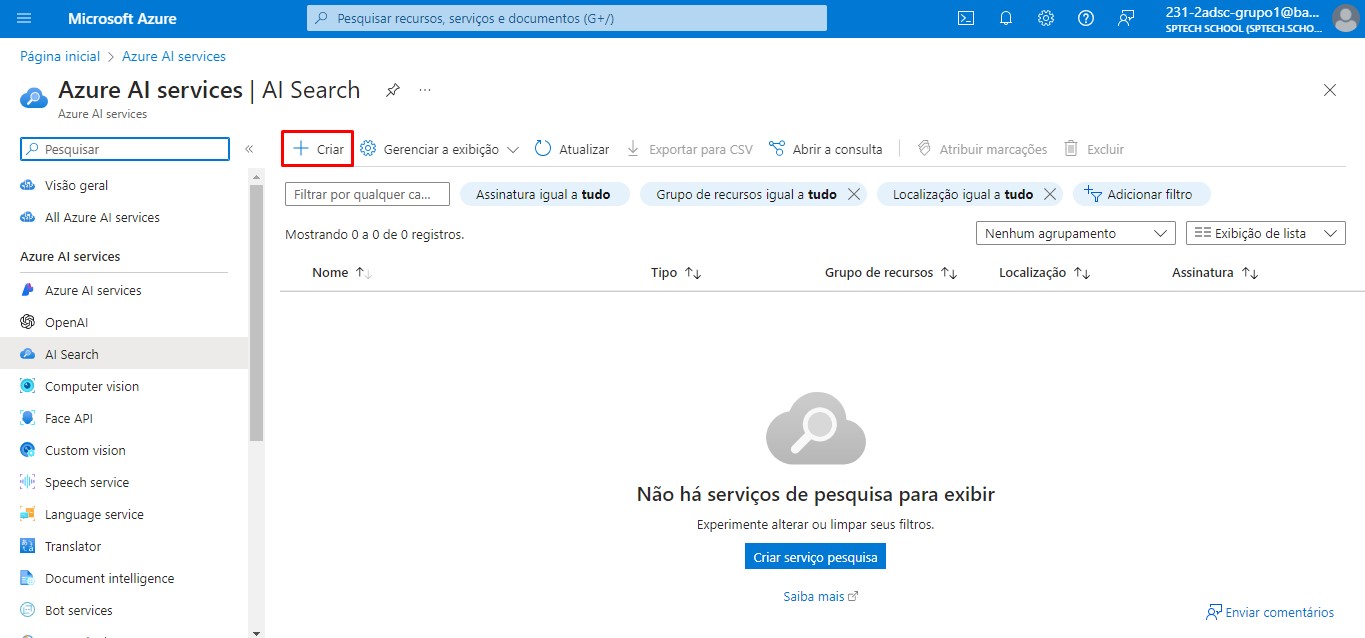 Microsoft Azure
Pesquisar recursos, serviços e documentos (G+/)
231-2adsc-grupo1@ba...
SPTECH SCHOOL (SPTECH.SCHO...
Página inicial > Azure AI services
Azure AI services | AI Search
...
Azure AI services
Pesquisar
«
Criar
Gerenciar a exibição
Atualizar
Exportar para CSV
Abrir a consulta
Atribuir marcações
Excluir
Filtrar por qualquer ca...
Assinatura igual a tudo
Grupo de recursos igual a tudo
Localização igual a tudo
Adicionar filtro
Mostrando 0 a 0 de 0 registros.
Nenhum agrupamento
Exibição de lista
Nome
Tipo
Grupo de recursos
Localização
Assinatura
Visão geral
All Azure AI services
Azure AI services
Azure AI services
OpenAI
AI Search
Computer vision
Face API
Custom vision
Speech service
Language service
Translator
Document intelligence
Bot services
Não há serviços de pesquisa para exibir
Experimente alterar ou limpar seus filtros.
Criar serviço pesquisa
Saiba mais
Enviar comentários